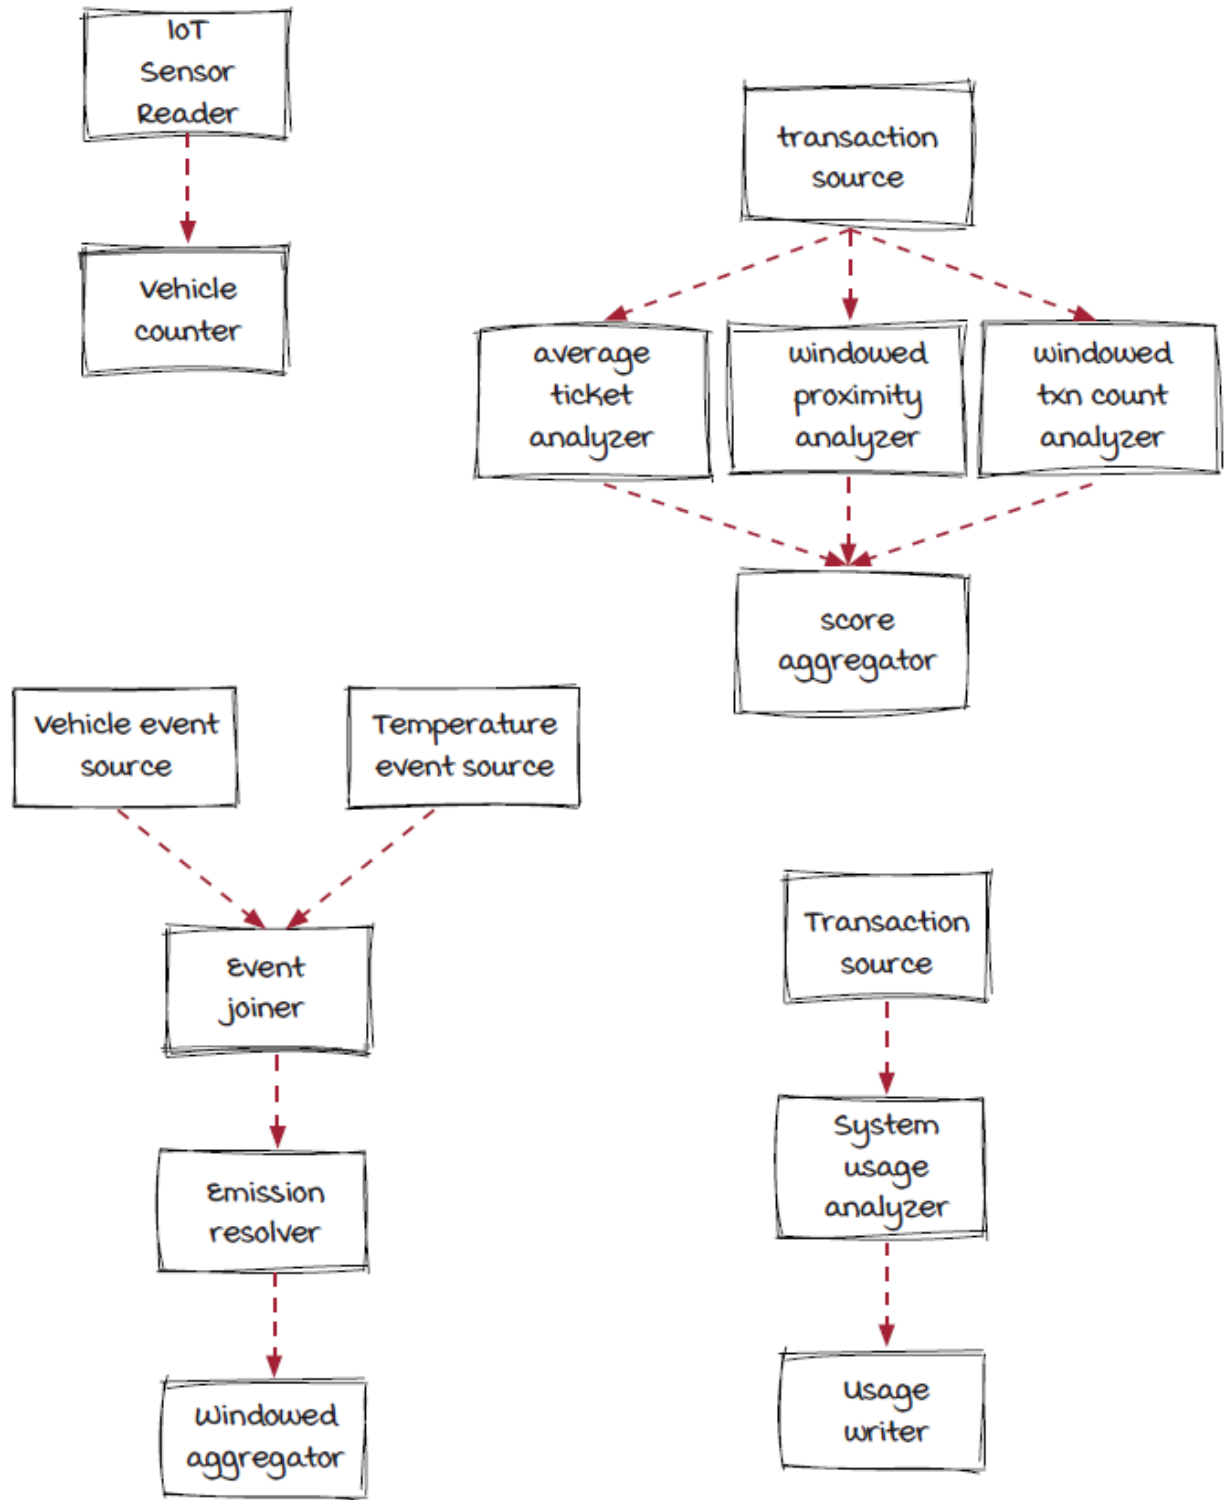 IoT
Sensor
Reader
Vehicle
counter
transaction
source
average
ticket
analyzer
windowed
proximity
analyzer
windowed
txn count
analyzer
score
aggregator
Vehicle event
source
Temperature
event source
Event
joiner
Emission
resolver
Windowed
aggregator
Transaction
source
System
usage
analyzer
Usage
writer